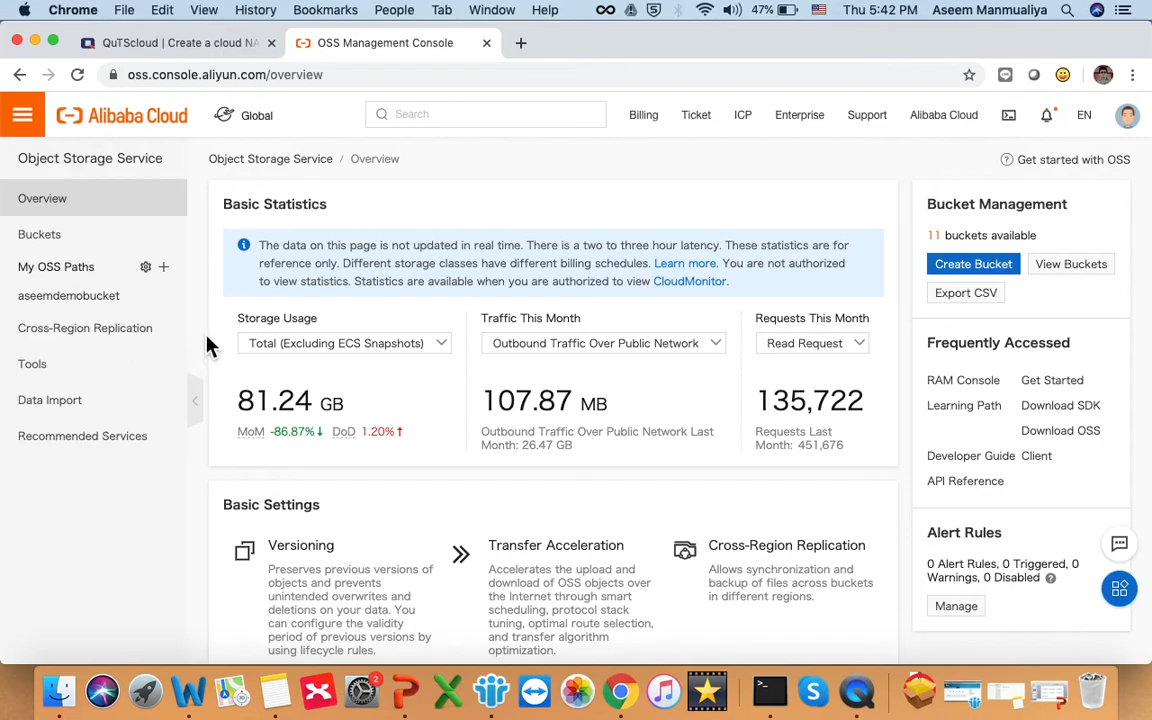 Chrome File Edit View History Bookmarks People Tab Window Help 47% Thu 5:42 PM Aseem Manmualiya
QuTScloud | Create a cloud NA
OSS Management Console
oss.console.aliyun.com/overview
Alibaba Cloud Global Search Billing Ticket ICP Enterprise Support Alibaba Cloud EN
Object Storage Service
Overview
Buckets
My OSS Paths
aseemdemobucket
Cross-Region Replication
Tools
Data Import
Recommended Services
Object Storage Service / Overview
Get started with OSS
Basic Statistics
The data on this page is not updated in real time. There is a two to three hour latency. These statistics are for
reference only. Different storage classes have different billing schedules. Learn more. You are not authorized
to view statistics. Statistics are available when you are authorized to view CloudMonitor.
Storage Usage
Total (Excluding ECS Snapshots)
81.24 GB
MoM -86.87% DoD 1.20%
Traffic This Month
Outbound Traffic Over Public Network
107.87 MB
Outbound Traffic Over Public Network Last
Month: 26.47 GB
Requests This Month
Read Request
135,722
Requests Last
Month: 451,676
Basic Settings
Versioning
Preserves previous versions of
objects and prevents
unintended overwrites and
deletions on your data. You
can configure the validity
period of previous versions by
using lifecycle rules.
Transfer Acceleration
Accelerates the upload and
download of OSS objects over
the Internet through smart
scheduling, protocol stack
tuning, optimal route selection,
and transfer algorithm
optimization.
Cross-Region Replication
Allows synchronization and
backup of files across buckets
in different regions.
Bucket Management
11 buckets available
Create Bucket View Buckets
Export CSV
Frequently Accessed
RAM Console Get Started
Learning Path Download SDK
Download OSS
Developer Guide Client
API Reference
Alert Rules
0 Alert Rules, 0 Triggered, 0
Warnings, 0 Disabled
Manage
2